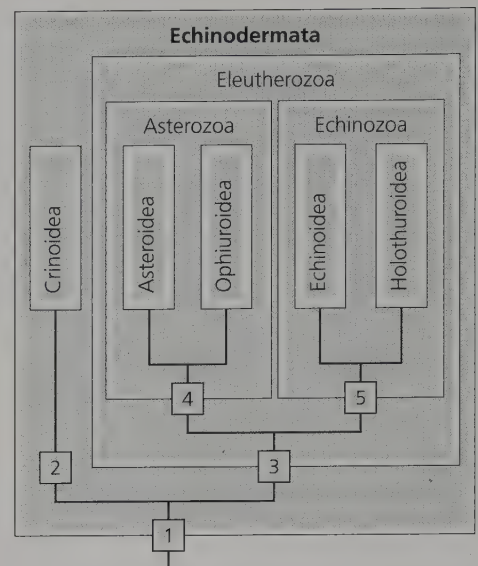 Echinodermata
Eleutherozoa
Asterozoa
Echinozoa
Crinoidea
Asteroidea
Ophiuroidea
Echinoidea
Holothuroidea
4
5
2
3
1